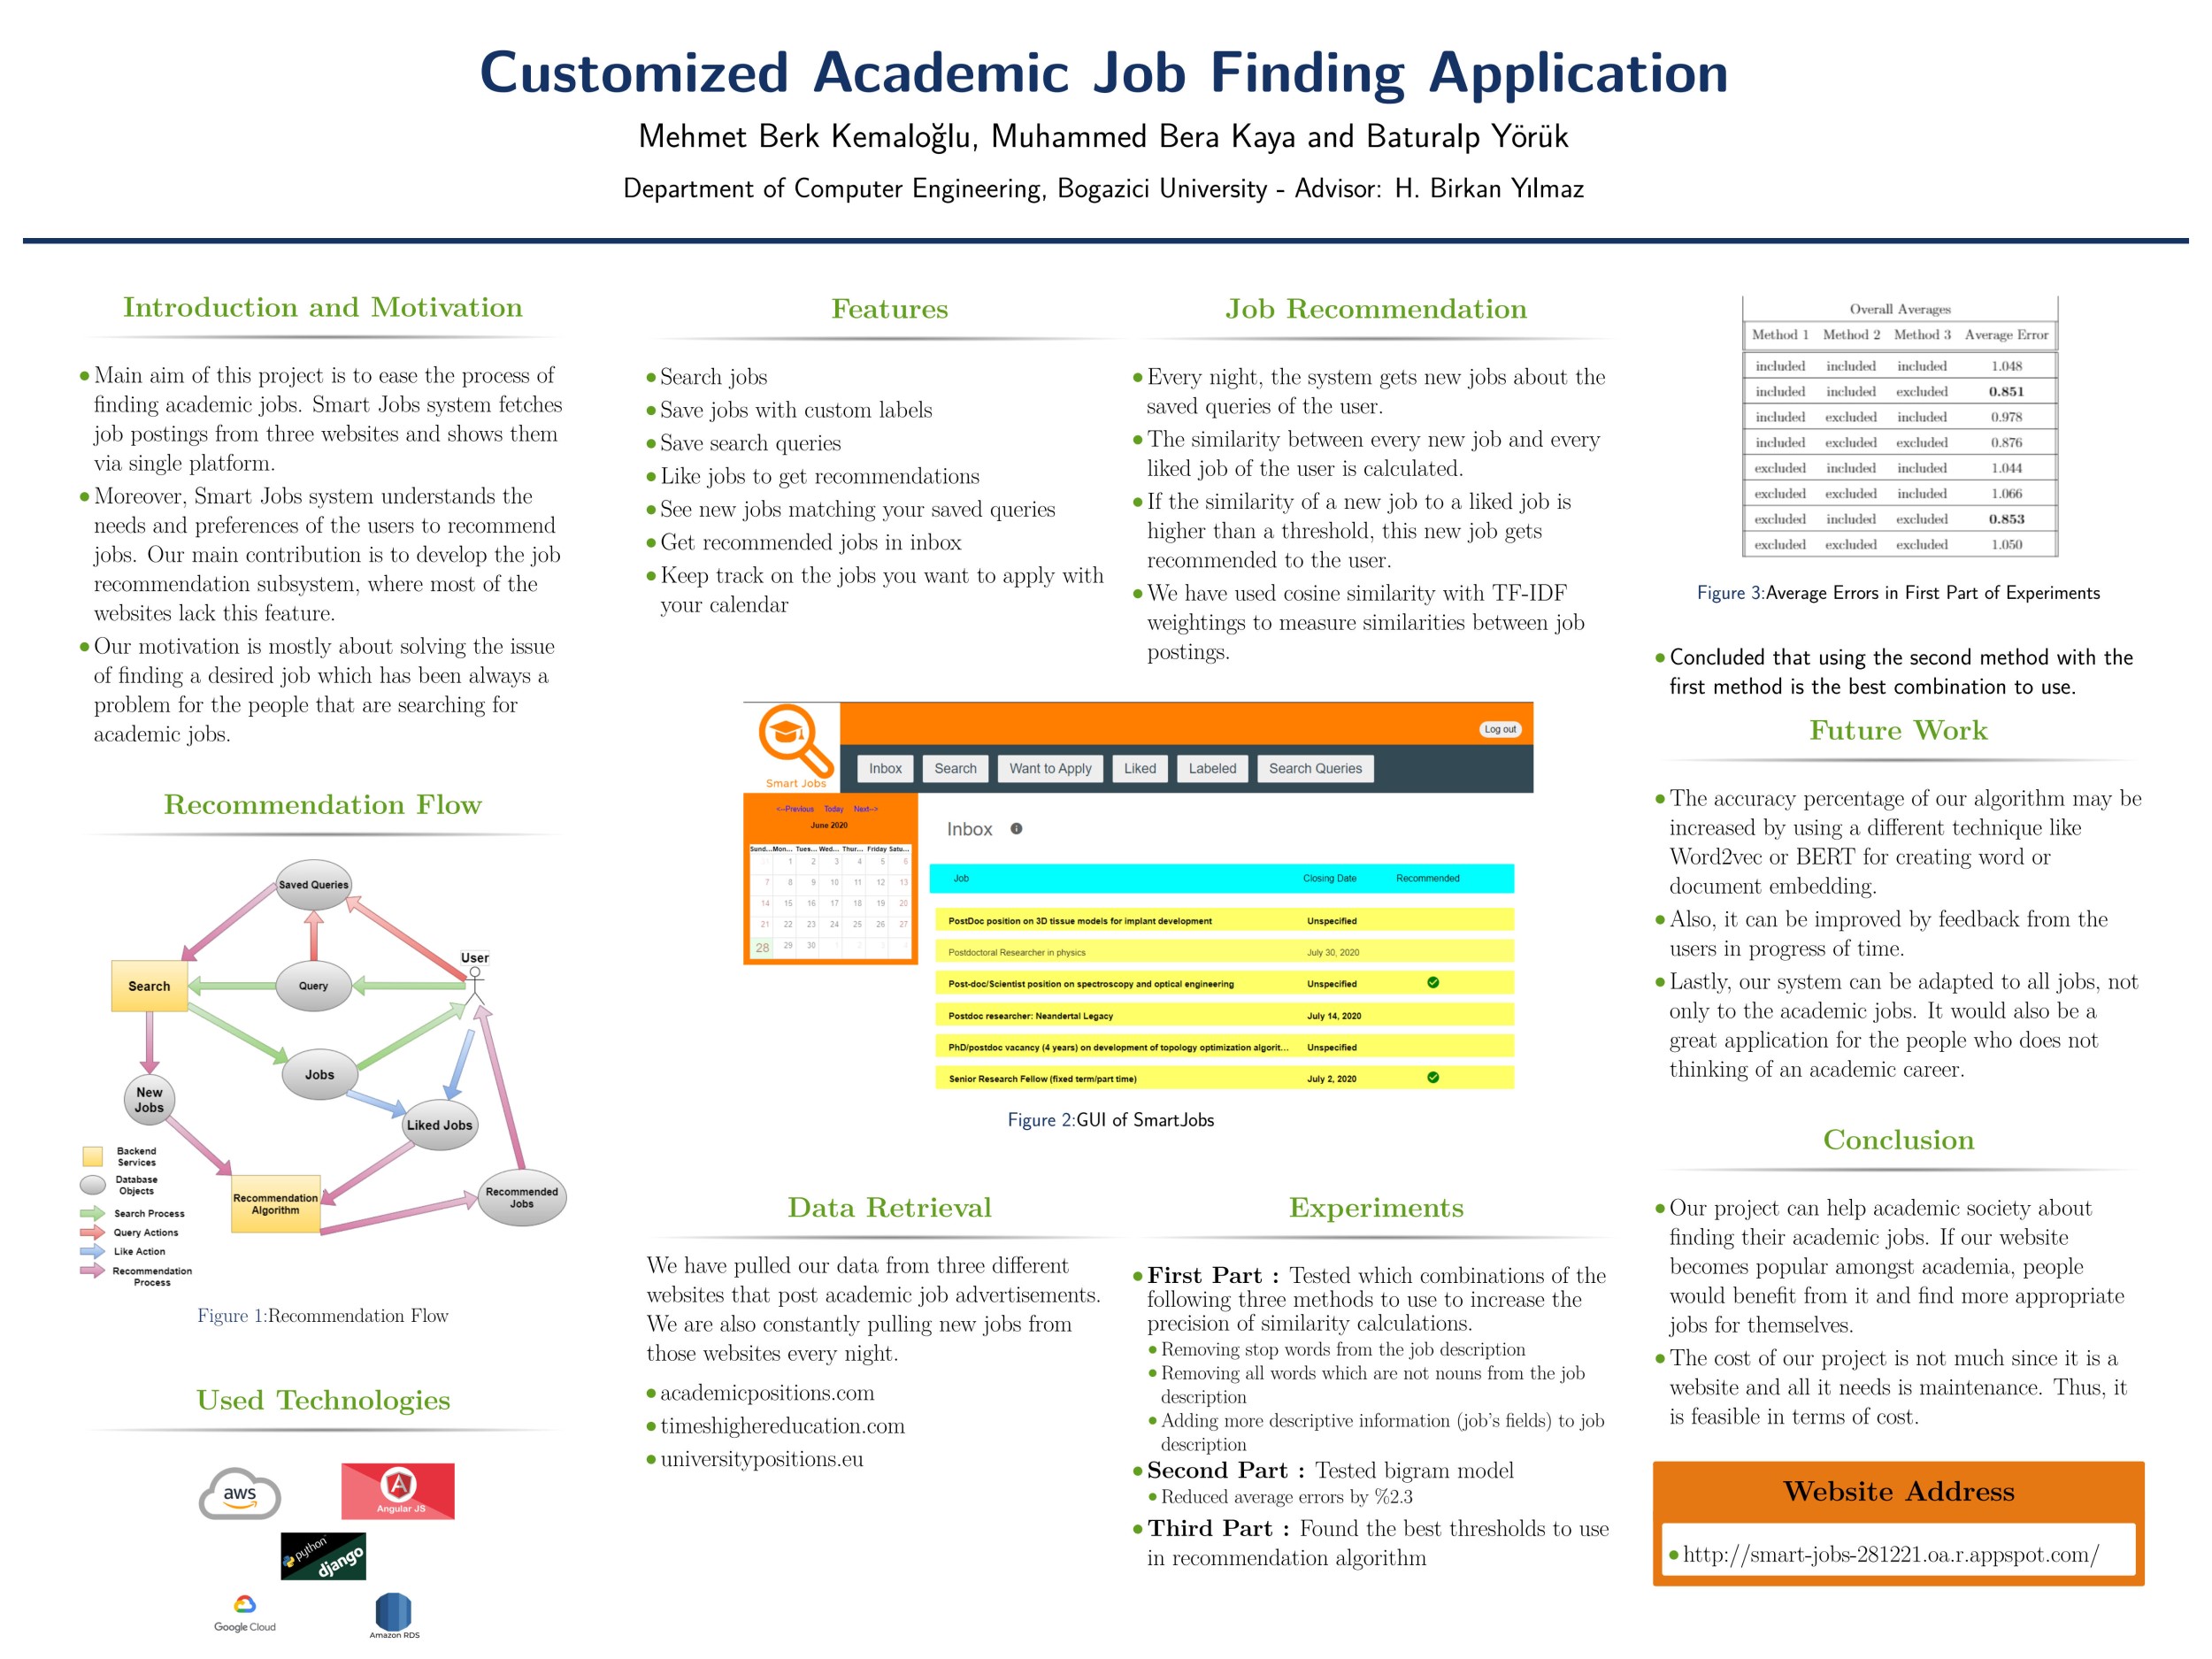 Customized Academic Job Finding Application
Mehmet Berk Kemaloğlu, Muhammed Bera Kaya and Baturalp Yörük
Department of Computer Engineering, Bogazici University - Advisor: H. Birkan Yılmaz
Introduction and Motivation
•Main aim of this project is to ease the process of
finding academic jobs. Smart Jobs system fetches
job postings from three websites and shows them
via single platform.
•Moreover, Smart Jobs system understands the
needs and preferences of the users to recommend
jobs. Our main contribution is to develop the job
recommendation subsystem, where most of the
websites lack this feature.
•Our motivation is mostly about solving the issue
of finding a desired job which has been always a
problem for the people that are searching for
academic jobs.
Recommendation Flow
Saved Queries
User
Search
Query
Jobs
New
Jobs
Liked Jobs
Recommendation
Algorithm
Recommended
Jobs
Backend
Services
Database
Objects
Search Process
Query Actions
Like Action
Recommendation
Process
Figure 1:Recommendation Flow
Used Technologies
aws
Angular JS
python
django
Google Cloud
Amazon RDS
Features
•Search jobs
•Save jobs with custom labels
•Save search queries
•Like jobs to get recommendations
•See new jobs matching your saved queries
•Get recommended jobs in inbox
•Keep track on the jobs you want to apply with
your calendar
Job Recommendation
•Every night, the system gets new jobs about the
saved queries of the user.
•The similarity between every new job and every
liked job of the user is calculated.
•If the similarity of a new job to a liked job is
higher than a threshold, this new job gets
recommended to the user.
•We have used cosine similarity with TF-IDF
weightings to measure similarities between job
postings.
Smart Jobs
Log out
Inbox Search Want to Apply Liked Labeled Search Queries
<--Previous Today Next-->
June 2020
Sund... Mon... Tues... Wed... Thur... Friday Satu...
1 2 3 4 5 6
7 8 9 10 11 12 13
14 15 16 17 18 19 20
21 22 23 24 25 26 27
28 29 30 1 2 3 4
Inbox
Job Closing Date Recommended
PostDoc position on 3D tissue models for implant development Unspecified
Postdoctoral Researcher in physics July 30, 2020
Post-doc/Scientist position on spectroscopy and optical engineering Unspecified
Postdoc researcher: Neandertal Legacy July 14, 2020
PhD/postdoc vacancy (4 years) on development of topology optimization algorit... Unspecified
Senior Research Fellow (fixed term/part time) July 2, 2020
Figure 2:GUI of SmartJobs
Data Retrieval
We have pulled our data from three different
websites that post academic job advertisements.
We are also constantly pulling new jobs from
those websites every night.
•academicpositions.com
•timeshighereducation.com
•universitypositions.eu
Experiments
•First Part : Tested which combinations of the
following three methods to use to increase the
precision of similarity calculations.
•Removing stop words from the job description
•Removing all words which are not nouns from the job
description
•Adding more descriptive information (job's fields) to job
description
•Second Part : Tested bigram model
•Reduced average errors by %2.3
•Third Part : Found the best thresholds to use
in recommendation algorithm
Overall Averages
Method 1 Method 2 Method 3 Average Error
included included included 1.048
included included excluded 0.851
included excluded included 0.978
included excluded excluded 0.876
excluded included included 1.044
excluded excluded included 1.066
excluded included excluded 0.853
excluded excluded excluded 1.050
Figure 3:Average Errors in First Part of Experiments
•Concluded that using the second method with the
first method is the best combination to use.
Future Work
•The accuracy percentage of our algorithm may be
increased by using a different technique like
Word2vec or BERT for creating word or
document embedding.
•Also, it can be improved by feedback from the
users in progress of time.
•Lastly, our system can be adapted to all jobs, not
only to the academic jobs. It would also be a
great application for the people who does not
thinking of an academic career.
Conclusion
•Our project can help academic society about
finding their academic jobs. If our website
becomes popular amongst academia, people
would benefit from it and find more appropriate
jobs for themselves.
•The cost of our project is not much since it is a
website and all it needs is maintenance. Thus, it
is feasible in terms of cost.
Website Address
•http://smart-jobs-281221.oa.r.appspot.com/